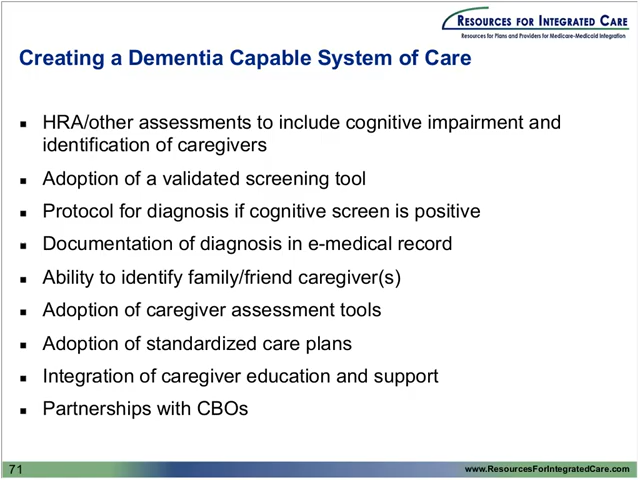 RESOURCES FOR INTEGRATED CARE
Resources for Plans and Providers for Medicare-Medicaid Integration
Creating a Dementia Capable System of Care
▪ HRA/other assessments to include cognitive impairment and
identification of caregivers
▪ Adoption of a validated screening tool
▪ Protocol for diagnosis if cognitive screen is positive
▪ Documentation of diagnosis in e-medical record
▪ Ability to identify family/friend caregiver(s)
▪ Adoption of caregiver assessment tools
▪ Adoption of standardized care plans
▪ Integration of caregiver education and support
▪ Partnerships with CBOs
71
www.ResourcesForIntegratedCare.com